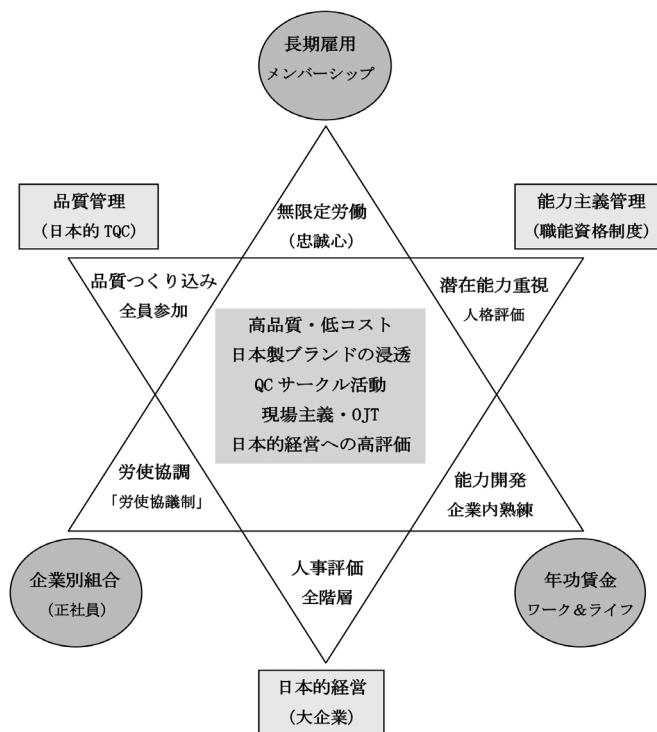 長期雇用
メンバーシップ
品質管理
(日本的 TQC)
能力主義管理
(職能資格制度)
無限定労働
(忠誠心)
品質つくり込み
全員参加
潜在能力重視
人格評価
高品質・低コスト
日本製ブランドの浸透
QC サークル活動
現場主義・OJT
日本的経営への高評価
労使協調
「労使協議制」
能力開発
企業内熟練
企業別組合
(正社員)
人事評価
全階層
年功賃金
ワーク＆ライフ
日本的経営
(大企業)